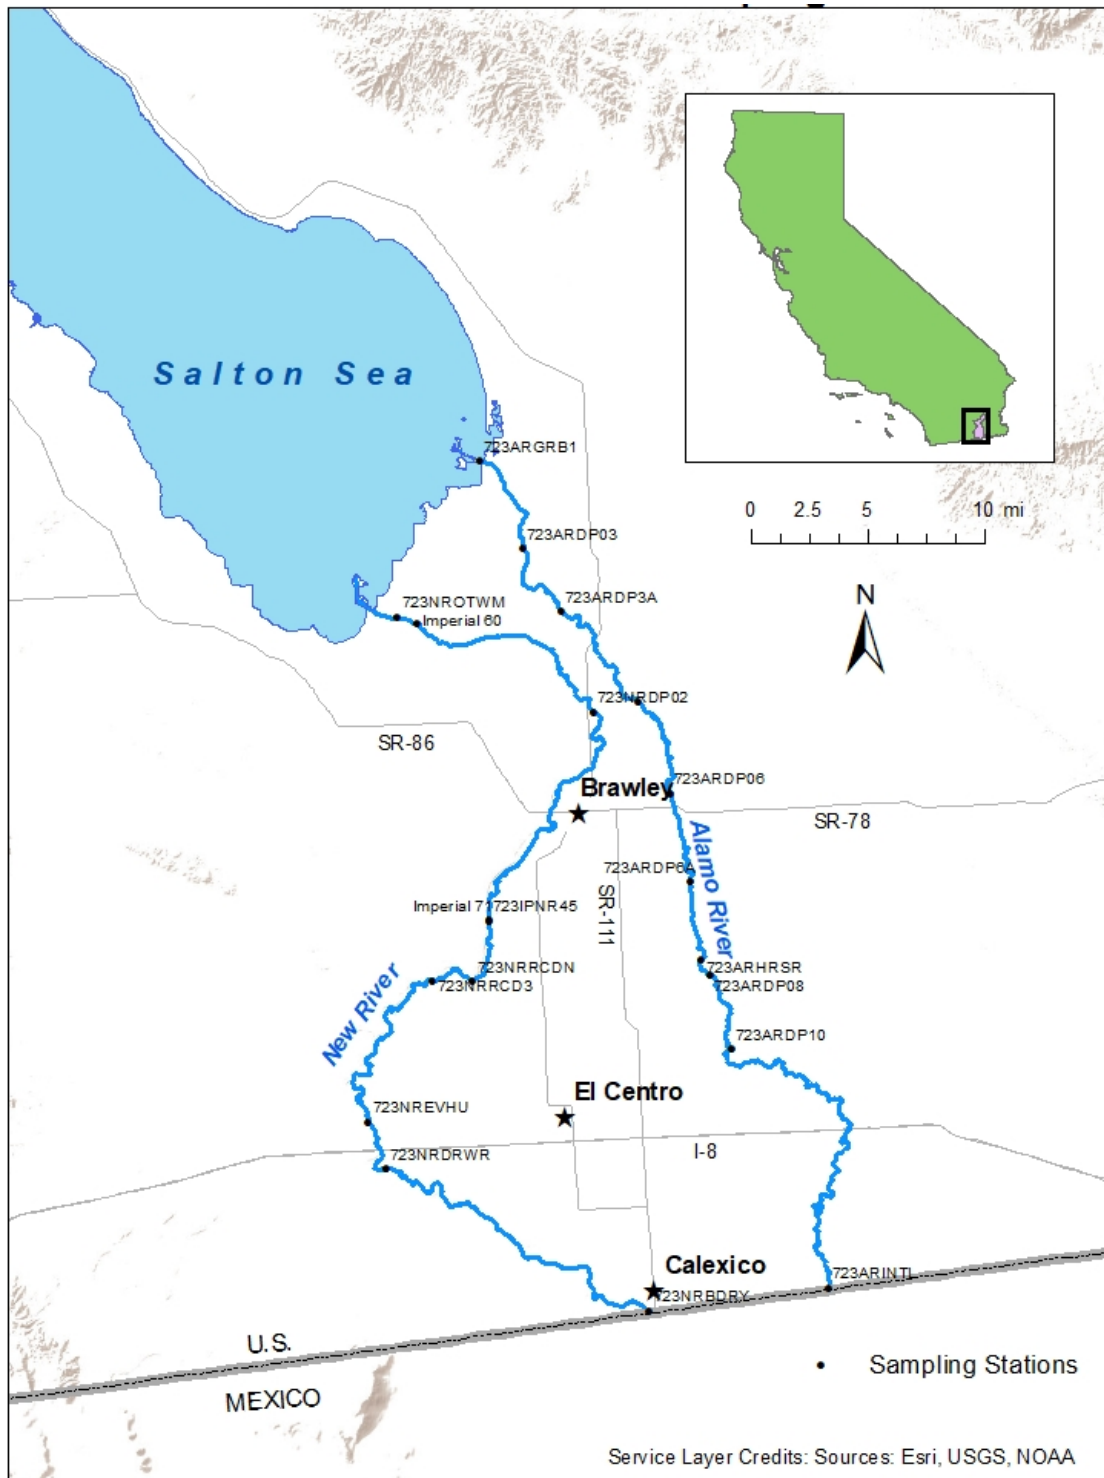 Salton Sea
723ARGRB1
0 2.5 5 10 mi
723ARDP03
N
723ARDP3A
723NROTWM
Imperial 60
723NRDP02
SR-86
723ARDP06
Brawley
SR-78
Alamo River
723ARDP6A
SR-111
Imperial 71723IPNR45
723ARHRSR
723NRRCDN
723NRRCD3
723ARDP08
New River
723ARDP10
El Centro
723NREVHU
I-8
723NRDRWR
Calexico
723ARINTL
723NRBDRY
U.S.
MEXICO
Sampling Stations
Service Layer Credits: Sources: Esri, USGS, NOAA